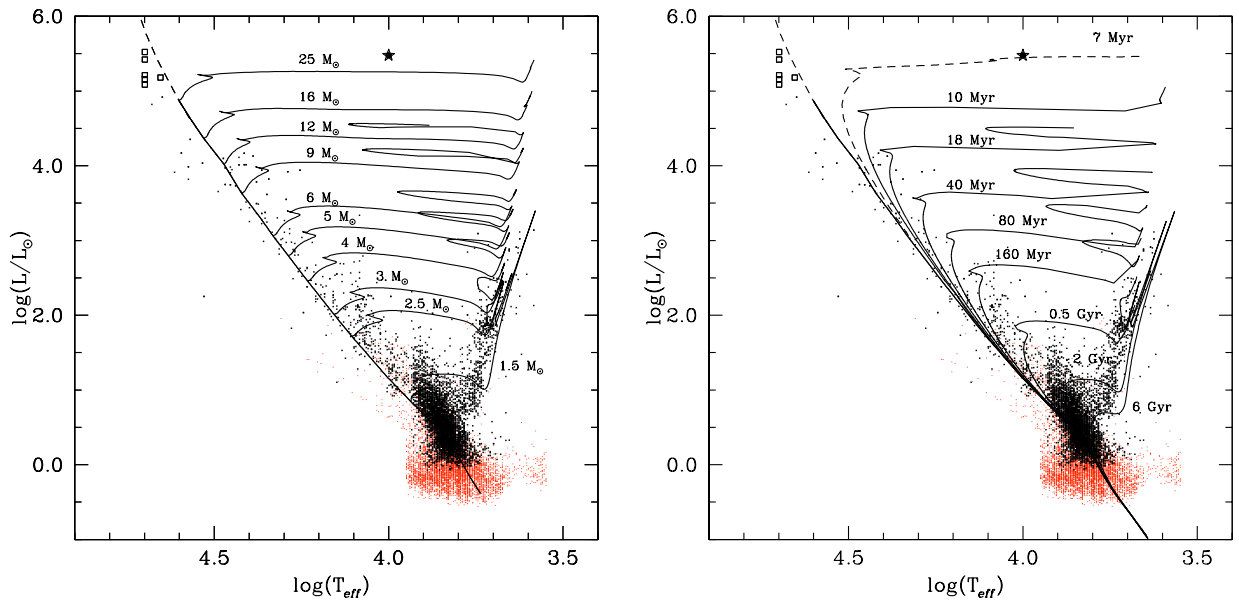 6.0
4.0
2.0
0.0
log(L/L⊙)
25 M⊙
16 M⊙
12 M⊙
9 M⊙
6 M⊙
5 M⊙
4 M⊙
3 M⊙
2.5 M⊙
1.5 M⊙
4.5
4.0
3.5
log(Teff)
6.0
4.0
2.0
0.0
log(L/L⊙)
7 Myr
10 Myr
18 Myr
40 Myr
80 Myr
160 Myr
0.5 Gyr
2 Gyr
6 Gyr
4.5
4.0
3.5
log(Teff)